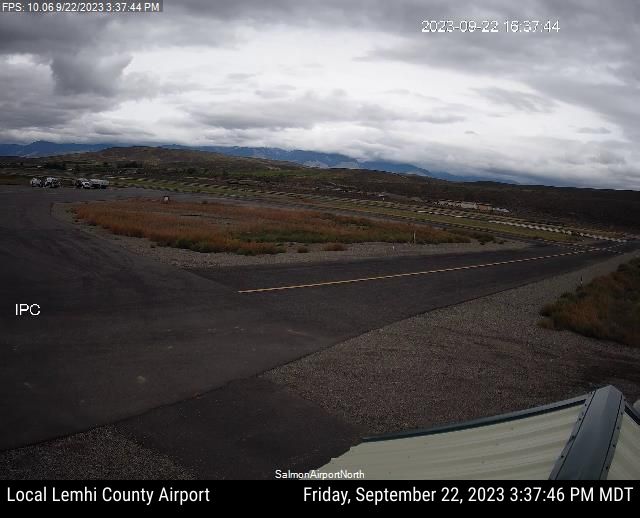 FPS: 10.06 9/22/2023 3:37:44 PM
2023-09-22 15:37:44
IPC
SalmonAirportNorth
Local Lemhi County Airport
Friday, September 22, 2023 3:37:46 PM MDT